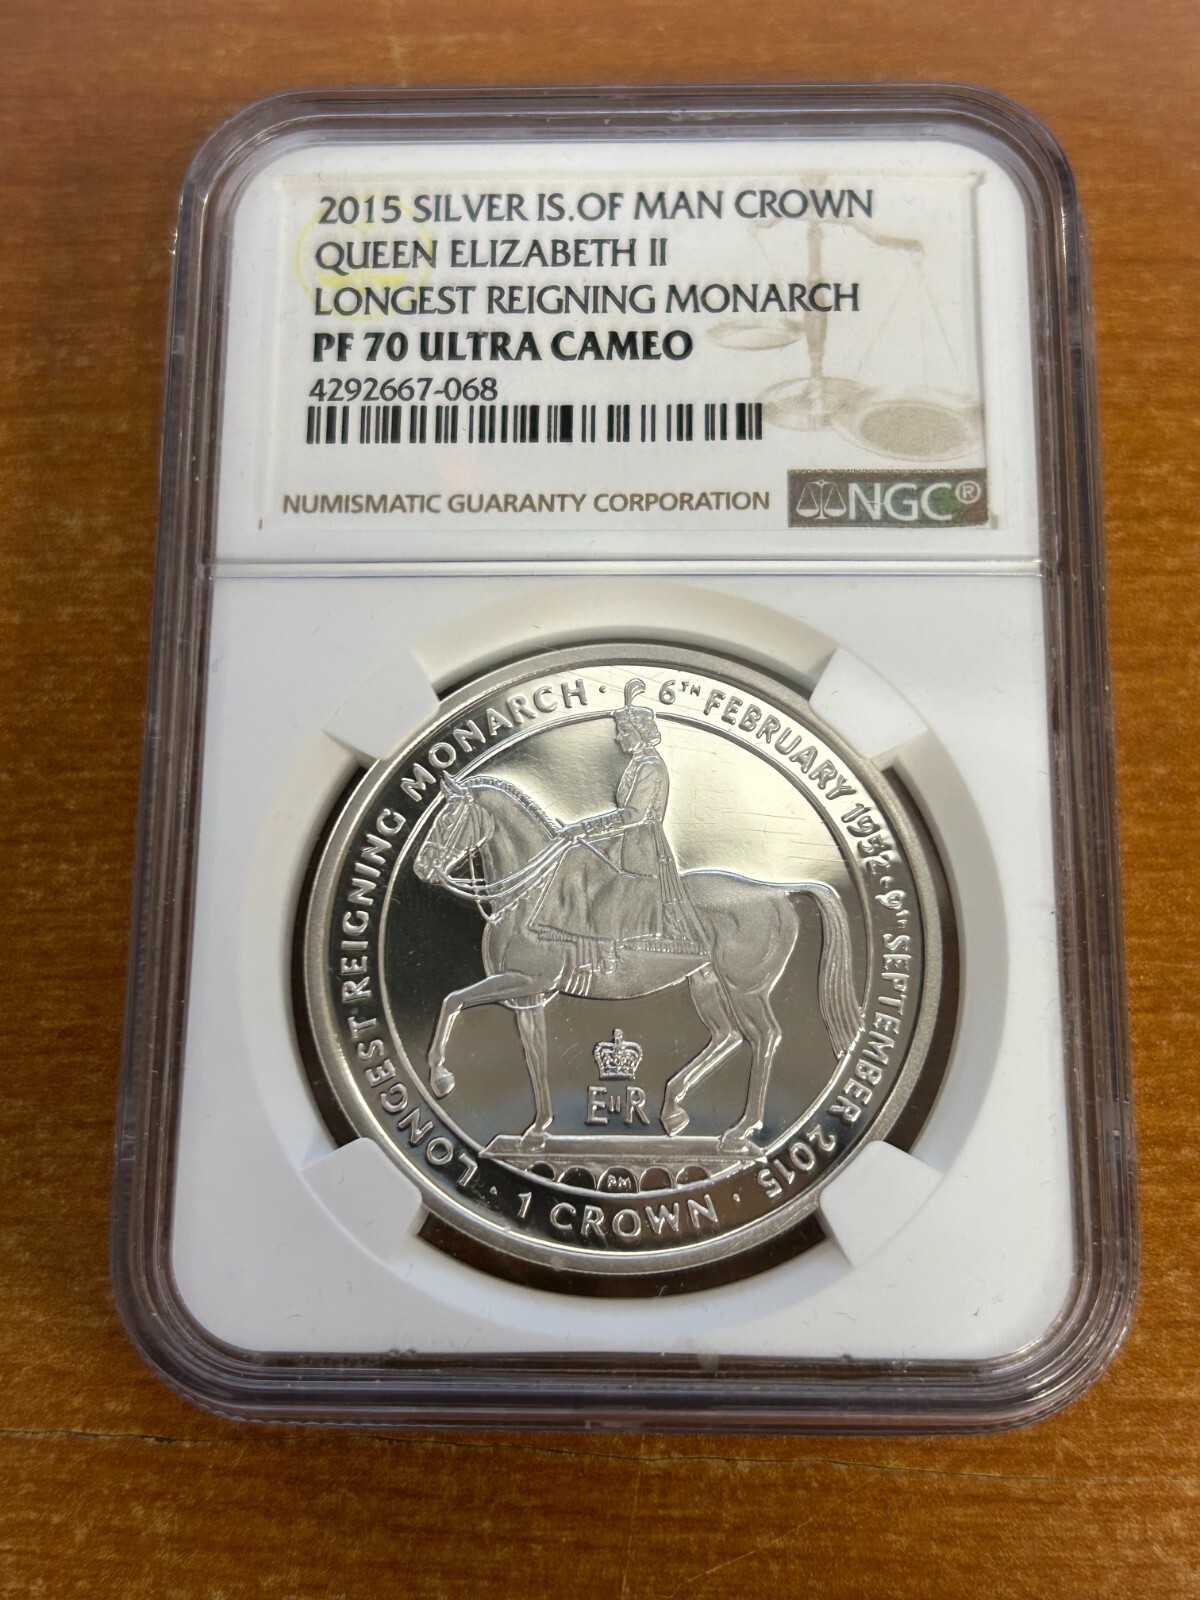 2015 SILVER IS.OF MAN CROWN
QUEEN ELIZABETH II
LONGEST REIGNING MONARCH
PF 70 ULTRA CAMEO
4292667-068
NUMISMATIC GUARANTY CORPORATION
NGC®
LONGEST REIGNING MONARCH · 6TH FEBRUARY 1952 · 9th SEPTEMBER 2015 ·
EIIR
PM
1 CROWN ·